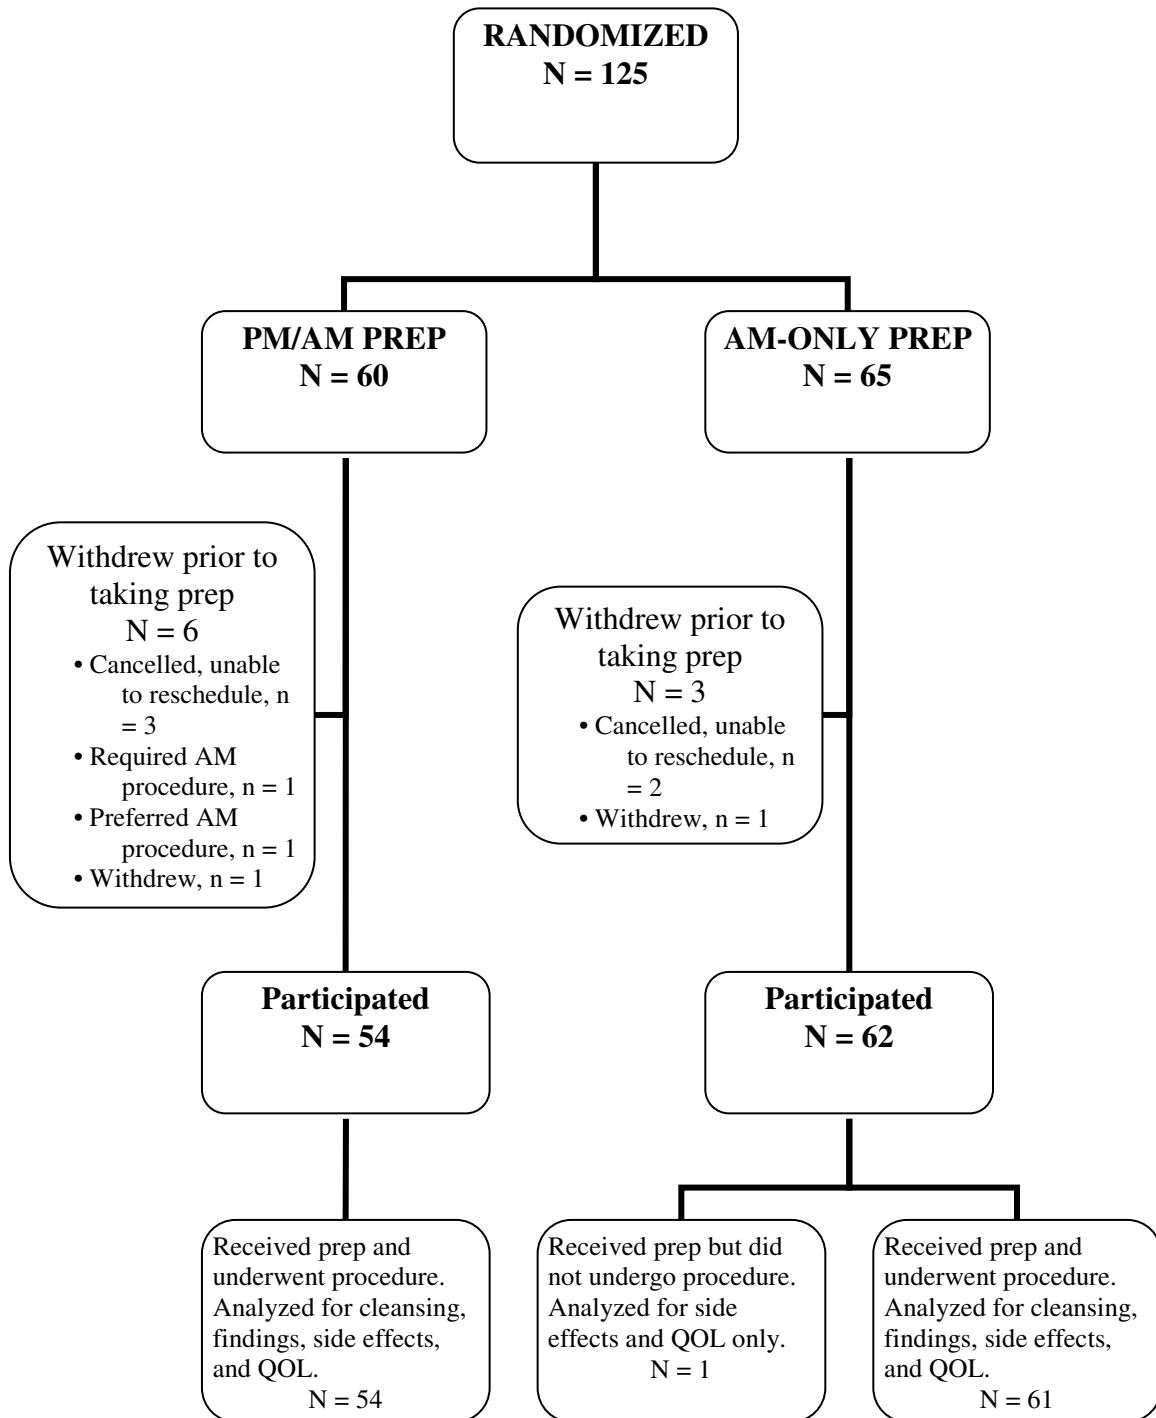 RANDOMIZED
N = 125
PM/AM PREP
N = 60
AM-ONLY PREP
N = 65
Withdrew prior to
taking prep
N = 6
• Cancelled, unable
to reschedule, n
= 3
• Required AM
procedure, n = 1
• Preferred AM
procedure, n = 1
• Withdrew, n = 1
Withdrew prior to
taking prep
N = 3
• Cancelled, unable
to reschedule, n
= 2
• Withdrew, n = 1
Participated
N = 54
Participated
N = 62
Received prep and
underwent procedure.
Analyzed for cleansing,
findings, side effects,
and QOL.
N = 54
Received prep but did
not undergo procedure.
Analyzed for side
effects and QOL only.
N = 1
Received prep and
underwent procedure.
Analyzed for cleansing,
findings, side effects,
and QOL.
N = 61